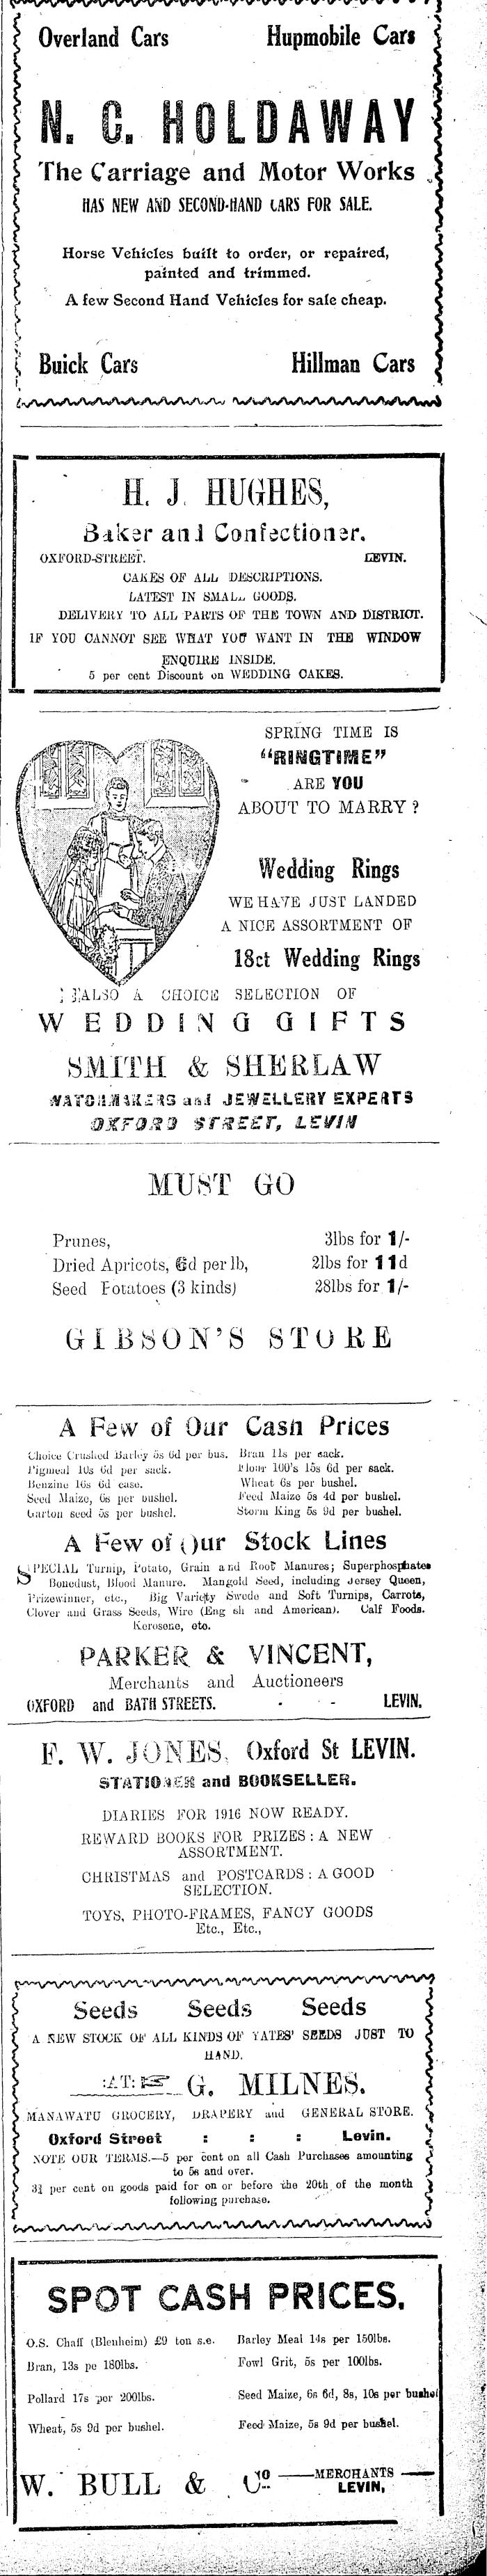 Overland Cars Hupmobile Cars
N. C. HOLDAWAY
The Carriage and Motor Works
HAS NEW AND SECOND-HAND CARS FOR SALE.
Horse Vehicles built to order, or repaired,
painted and trimmed.
A few Second Hand Vehicles for sale cheap.
Buick Cars Hillman Cars
H. J. HUGHES,
Baker and Confectioner.
OXFORD-STREET. LEVIN.
CAKES OF ALL DESCRIPTIONS.
LATEST IN SMALL GOODS.
DELIVERY TO ALL PARTS OF THE TOWN AND DISTRICT.
IF YOU CANNOT SEE WHAT YOU WANT IN THE WINDOW
ENQUIRE INSIDE.
5 per cent Discount on WEDDING CAKES.
SPRING TIME IS
"RINGTIME"
ARE YOU
ABOUT TO MARRY?
Wedding Rings
WE HAVE JUST LANDED
A NICE ASSORTMENT OF
18ct Wedding Rings
ALSO A CHOICE SELECTION OF
WEDDING GIFTS
SMITH & SHERLAW
WATCHMAKERS and JEWELLERY EXPERTS
OXFORD STREET, LEVIN
MUST GO
Prunes, 3lbs for 1/-
Dried Apricots, 6d per lb, 2lbs for 11d
Seed Potatoes (3 kinds) 28lbs for 1/-
GIBSON'S STORE
A Few of Our Cash Prices
Choice Crushed Barley 5s 6d per bus. Bran 11s per sack.
Pigmeal 10s 6d per sack. Flour 100's 15s 6d per sack.
Benzine 16s 6d case. Wheat 6s per bushel.
Seed Maize, 6s per bushel. Feed Maize 5s 4d per bushel.
Garton seed 5s per bushel. Storm King 5s 9d per bushel.
A Few of Our Stock Lines
SPECIAL Turnip, Potato, Grain and Root Manures; Superphosphates
Bonedust, Blood Manure. Mangold Seed, including Jersey Queen,
Prizewinner, etc., Big Variety Swede and Soft Turnips, Carrots,
Clover and Grass Seeds, Wire (Eng sh and American). Calf Foods.
Kerosene, etc.
PARKER & VINCENT,
Merchants and Auctioneers
OXFORD and BATH STREETS. - - LEVIN.
F. W. JONES, Oxford St LEVIN.
STATIONER and BOOKSELLER.
DIARIES FOR 1916 NOW READY.
REWARD BOOKS FOR PRIZES: A NEW
ASSORTMENT.
CHRISTMAS and POSTCARDS: A GOOD
SELECTION.
TOYS, PHOTO-FRAMES, FANCY GOODS
Etc., Etc.,
Seeds Seeds Seeds
A NEW STOCK OF ALL KINDS OF YATES' SEEDS JUST TO
HAND.
:AT: G. MILNES.
MANAWATU GROCERY, DRAPERY and GENERAL STORE.
Oxford Street : : : Levin.
NOTE OUR TERMS.—5 per cent on all Cash Purchases amounting
to 5s and over.
3¾ per cent on goods paid for on or before the 20th of the month
following purchase.
SPOT CASH PRICES.
O.S. Chaff (Blenheim) £9 ton s.e. Barley Meal 14s per 150lbs.
Bran, 13s pe 180lbs. Fowl Grit, 5s per 100lbs.
Pollard 17s per 200lbs. Seed Maize, 6s 6d, 8s, 10s per bushel
Wheat, 5s 9d per bushel. Feed Maize, 5s 9d per bushel.
W. BULL & Co MERCHANTS
LEVIN,